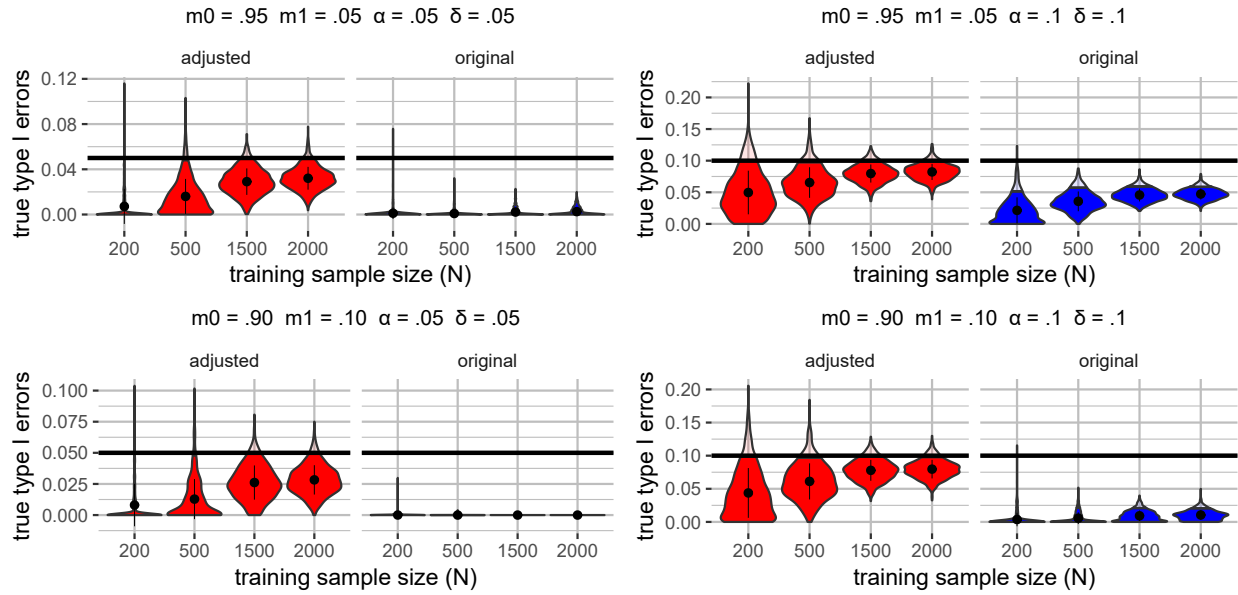 m0 = .95 m1 = .05 α = .05 δ = .05
adjusted original
true type I errors
0.12
0.08
0.04
0.00
200 500 1500 2000 200 500 1500 2000
training sample size (N)
m0 = .95 m1 = .05 α = .1 δ = .1
adjusted original
true type I errors
0.20
0.15
0.10
0.05
0.00
200 500 1500 2000 200 500 1500 2000
training sample size (N)
m0 = .90 m1 = .10 α = .05 δ = .05
adjusted original
true type I errors
0.100
0.075
0.050
0.025
0.000
200 500 1500 2000 200 500 1500 2000
training sample size (N)
m0 = .90 m1 = .10 α = .1 δ = .1
adjusted original
true type I errors
0.20
0.15
0.10
0.05
0.00
200 500 1500 2000 200 500 1500 2000
training sample size (N)